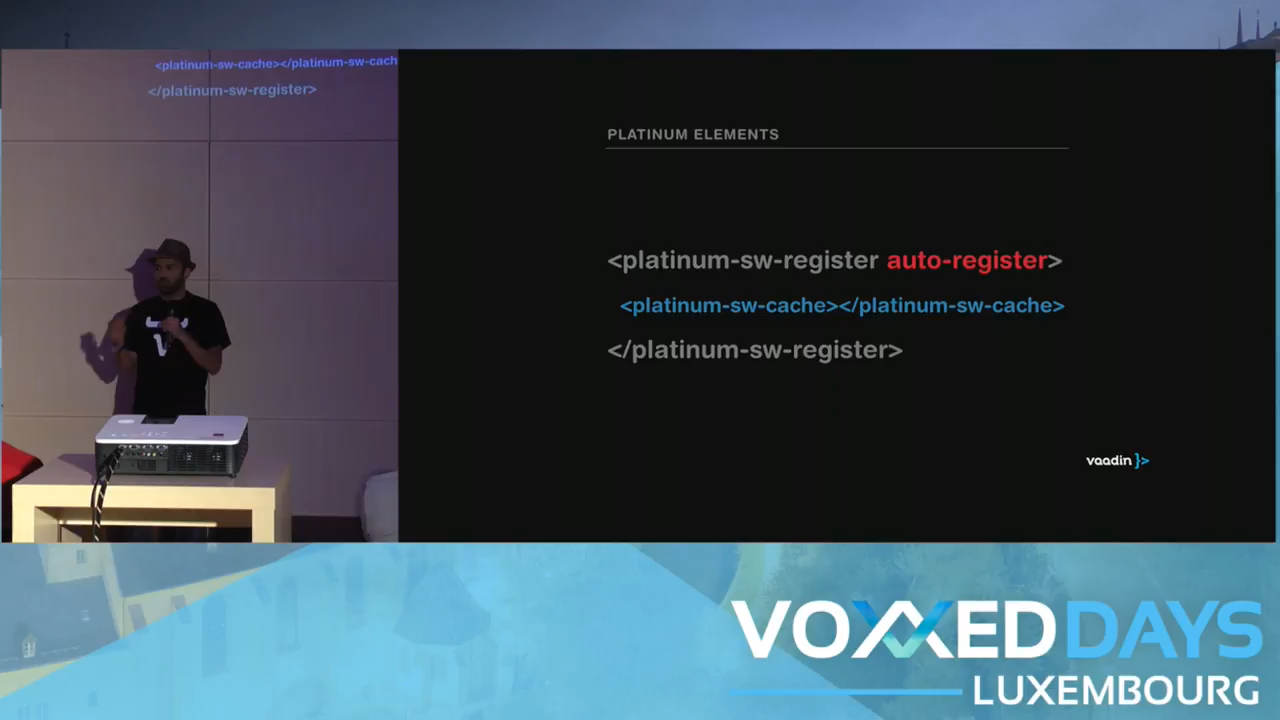 <platinum-sw-cache></platinum-sw-cach
</platinum-sw-register>
PLATINUM ELEMENTS
<platinum-sw-register auto-register>
<platinum-sw-cache></platinum-sw-cache>
</platinum-sw-register>
vaadin }>
VOXXED DAYS
LUXEMBOURG